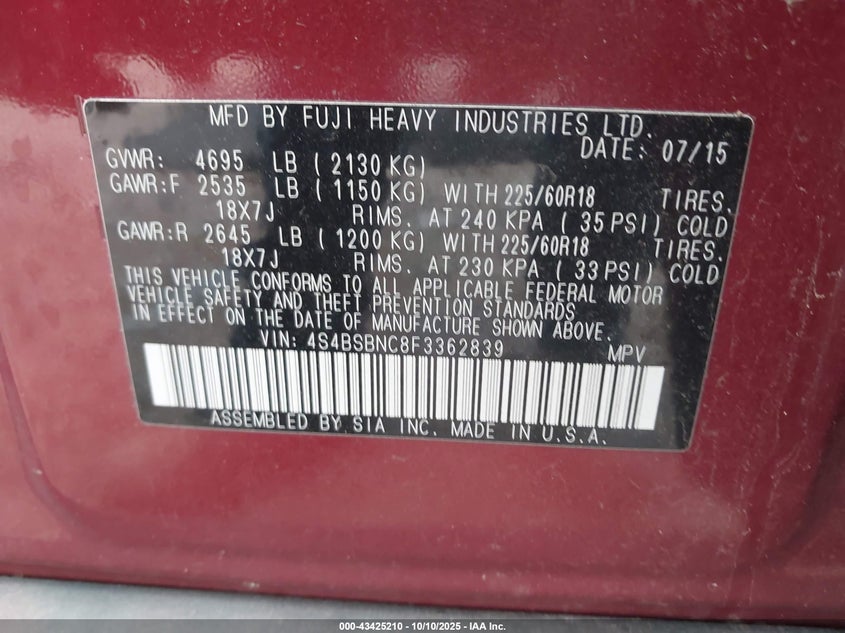 MFD BY FUJI HEAVY INDUSTRIES LTD.
DATE: 07/15
GVWR: 4695 LB (2130 KG)
GAWR:F 2535 LB (1150 KG) WITH 225/60R18 TIRES.
18X7J RIMS. AT 240 KPA (35 PSI) COLD
GAWR:R 2645 LB (1200 KG) WITH 225/60R18 TIRES.
18X7J RIMS. AT 230 KPA (33 PSI) COLD
THIS VEHICLE CONFORMS TO ALL APPLICABLE FEDERAL MOTOR
VEHICLE SAFETY AND THEFT PREVENTION STANDARDS
IN EFFECT ON THE DATE OF MANUFACTURE SHOWN ABOVE.
VIN: 4S4BSBNC8F3362839 MPV
ASSEMBLED BY SIA INC. MADE IN U.S.A.
000-43425210 - 10/10/2025 - IAA Inc.